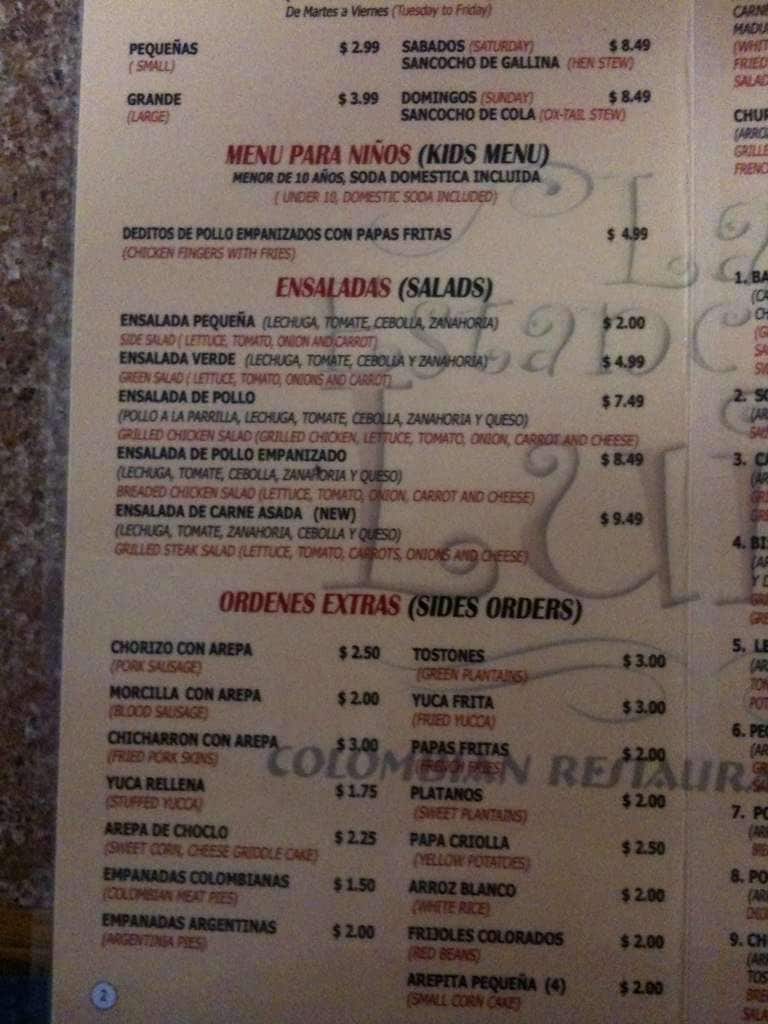 De Martes a Viernes (Tuesday to Friday)
PEQUEÑAS $ 2.99
( SMALL)
GRANDE $ 3.99
(LARGE)
SABADOS (SATURDAY) $ 8.49
SANCOCHO DE GALLINA (HEN STEW)
DOMINGOS (SUNDAY) $ 8.49
SANCOCHO DE COLA (OX-TAIL STEW)
MENU PARA NIÑOS (KIDS MENU)
MENOR DE 10 AÑOS, SODA DOMESTICA INCLUIDA
( UNDER 10, DOMESTIC SODA INCLUDED)
DEDITOS DE POLLO EMPANIZADOS CON PAPAS FRITAS $ 4.99
(CHICKEN FINGERS WITH FRIES)
ENSALADAS (SALADS)
ENSALADA PEQUEÑA (LECHUGA, TOMATE, CEBOLLA, ZANAHORIA) $ 2.00
SIDE SALAD ( LETTUCE, TOMATO, ONION AND CARROT)
ENSALADA VERDE (LECHUGA, TOMATE, CEBOLLA Y ZANAHORIA) $ 4.99
GREEN SALAD ( LETTUCE, TOMATO, ONIONS AND CARROT)
ENSALADA DE POLLO $ 7.49
(POLLO A LA PARRILLA, LECHUGA, TOMATE, CEBOLLA, ZANAHORIA Y QUESO)
GRILLED CHICKEN SALAD (GRILLED CHICKEN, LETTUCE, TOMATO, ONION, CARROT AND CHEESE)
ENSALADA DE POLLO EMPANIZADO $ 8.49
(LECHUGA, TOMATE, CEBOLLA, ZANAHORIA Y QUESO)
BREADED CHICKEN SALAD (LETTUCE, TOMATO, ONION, CARROT AND CHEESE)
ENSALADA DE CARNE ASADA (NEW) $ 9.49
(LECHUGA, TOMATE, ZANAHORIA, CEBOLLA Y QUESO)
GRILLED STEAK SALAD (LETTUCE, TOMATO, CARROTS, ONIONS AND CHEESE)
ORDENES EXTRAS (SIDES ORDERS)
CHORIZO CON AREPA $ 2.50
(PORK SAUSAGE)
MORCILLA CON AREPA $ 2.00
(BLOOD SAUSAGE)
CHICHARRON CON AREPA $ 3.00
(FRIED PORK SKINS)
YUCA RELLENA $ 1.75
(STUFFED YUCCA)
AREPA DE CHOCLO $ 2.25
(SWEET CORN, CHEESE GRIDDLE CAKE)
EMPANADAS COLOMBIANAS $ 1.50
(COLOMBIAN MEAT PIES)
EMPANADAS ARGENTINAS $ 2.00
(ARGENTINIA PIES)
TOSTONES $ 3.00
(GREEN PLANTAINS)
YUCA FRITA $ 3.00
(FRIED YUCCA)
PAPAS FRITAS $ 2.00
PLATANOS $ 2.00
(SWEET PLANTAINS)
PAPA CRIOLLA $ 2.50
(YELLOW POTATOES)
ARROZ BLANCO $ 2.00
(WHITE RICE)
FRIJOLES COLORADOS $ 2.00
(RED BEANS)
AREPITA PEQUEÑA (4) $ 2.00
(SMALL CORN CAKE)
COLOMBIAN
2